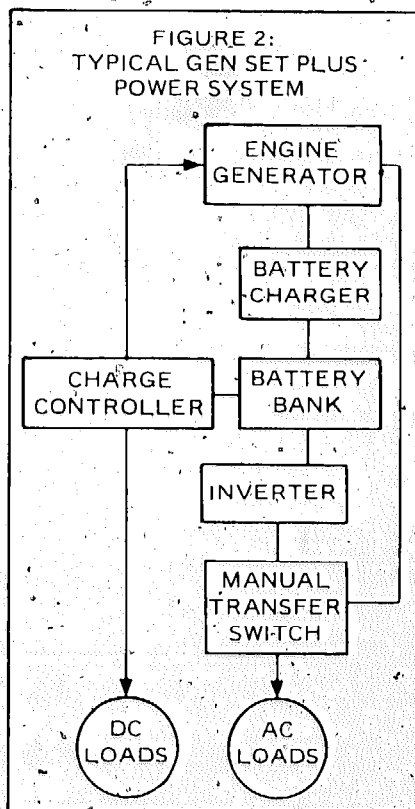 FIGURE 2:
TYPICAL GEN SET PLUS
POWER SYSTEM
ENGINE
GENERATOR
BATTERY
CHARGER
CHARGE
CONTROLLER
BATTERY
BANK
INVERTER
MANUAL
TRANSFER
SWITCH
DC
LOADS
AC
LOADS